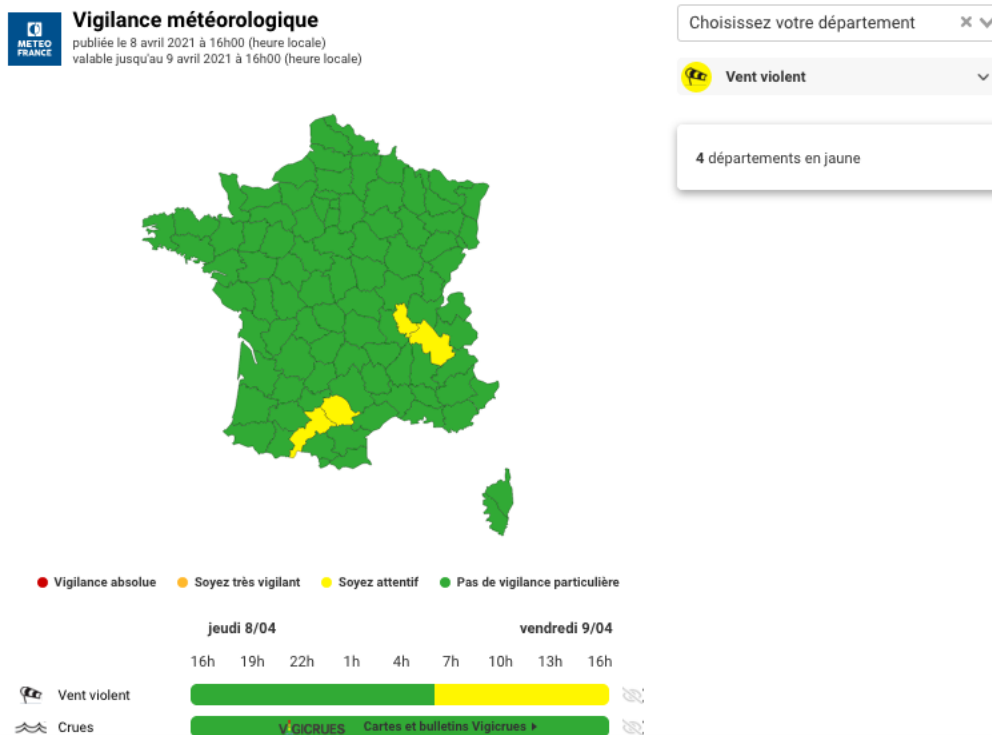 METEO
FRANCE
Vigilance météorologique
publiée le 8 avril 2021 à 16h00 (heure locale)
valable jusqu'au 9 avril 2021 à 16h00 (heure locale)
Choisissez votre département
Vent violent
4 départements en jaune
Vigilance absolue Soyez très vigilant Soyez attentif Pas de vigilance particulière
jeudi 8/04 vendredi 9/04
16h 19h 22h 1h 4h 7h 10h 13h 16h
Vent violent
Crues VIGICRUES Cartes et bulletins Vigicrues